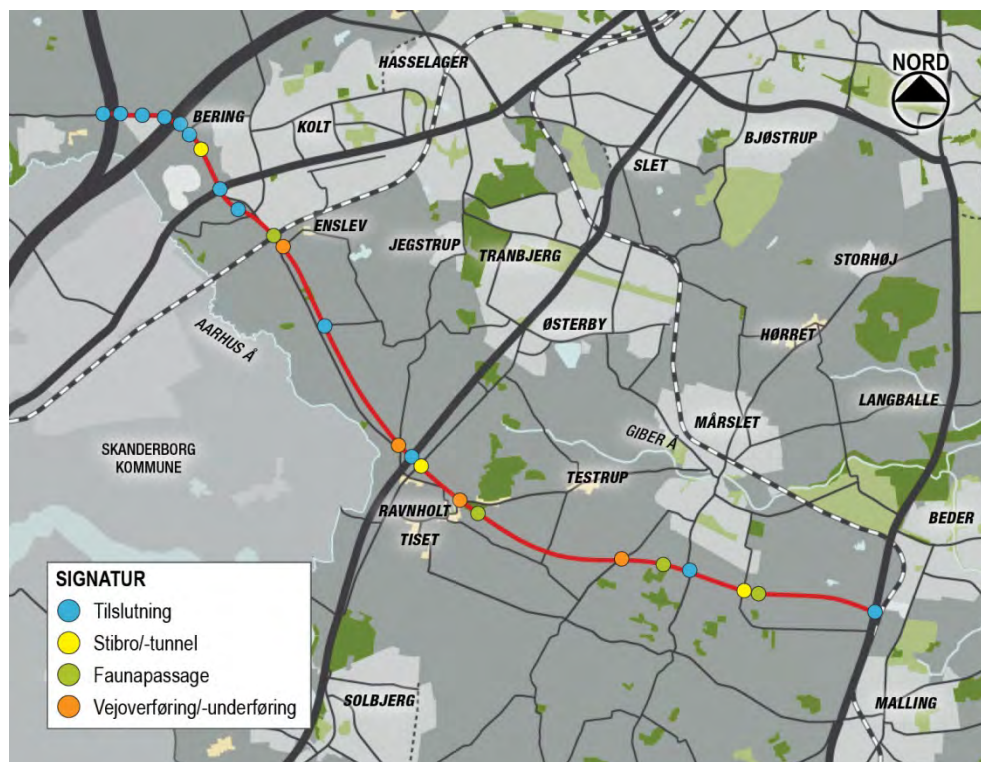 HASSELAGER
NORD
BERING
KOLT
BJØSTRUP
SLET
ENSLEV
JEGSTRUP
TRANBJERG
STORHØJ
AARHUS Å
ØSTERBY
HØRRET
LANGBALLE
MÅRSLET
GIBER Å
SKANDERBORG
KOMMUNE
TESTRUP
RAVNHOLT
TISET
BEDER
SIGNATUR
Tilslutning
Stibro/-tunnel
Faunapassage
Vejoverføring/-underføring
SOLBJERG
MALLING